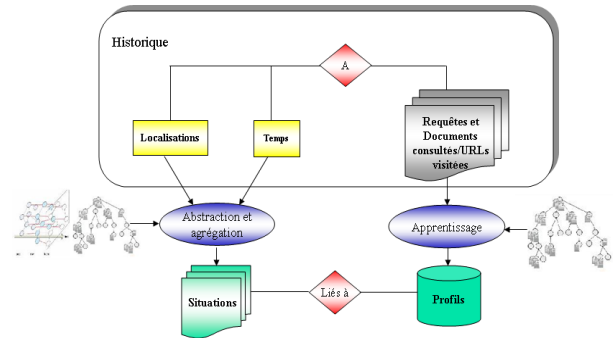 Historique
A
Localisations
Temps
Requêtes et
Documents
consultés/URLs
visitées
Abstraction et
agrégation
Apprentissage
Situations
Liés à
Profils